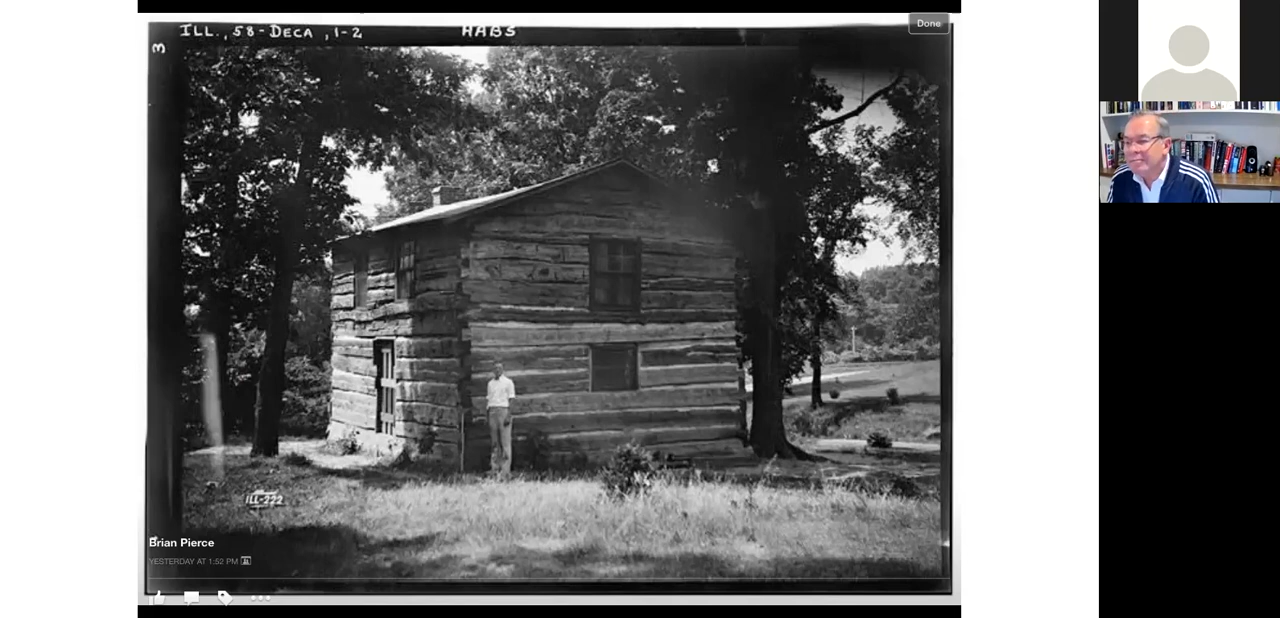 ILL., 58-DECA, 1-2 HABS
Done
3
ILL-222
Brian Pierce
YESTERDAY AT 1:52 PM